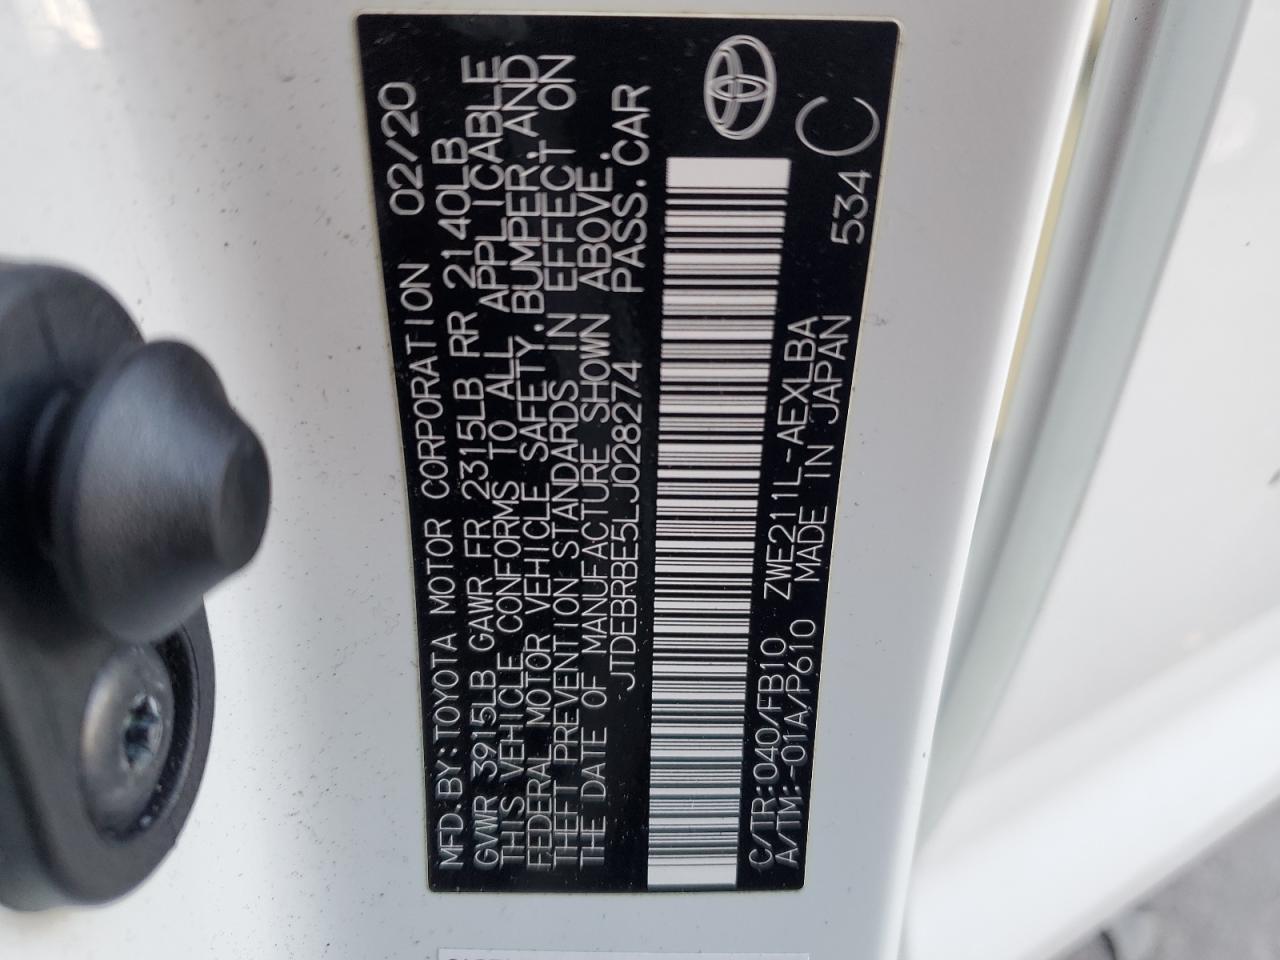 MFD.BY:TOYOTA MOTOR CORPORATION 02/20
GVWR 3915LB GAWR FR 2315LB RR 2140LB
THIS VEHICLE CONFORMS TO ALL APPLICABLE
FEDERAL MOTOR VEHICLE SAFETY,BUMPER,AND
THEFT PREVENTION STANDARDS IN EFFECT ON
THE DATE OF MANUFACTURE SHOWN ABOVE.
JTDEBRBE5LJ028274 PASS.CAR
C/TR:040/FB10 ZWE211L-AEXLBA
A/TM:-01A/P610 MADE IN JAPAN
534
C